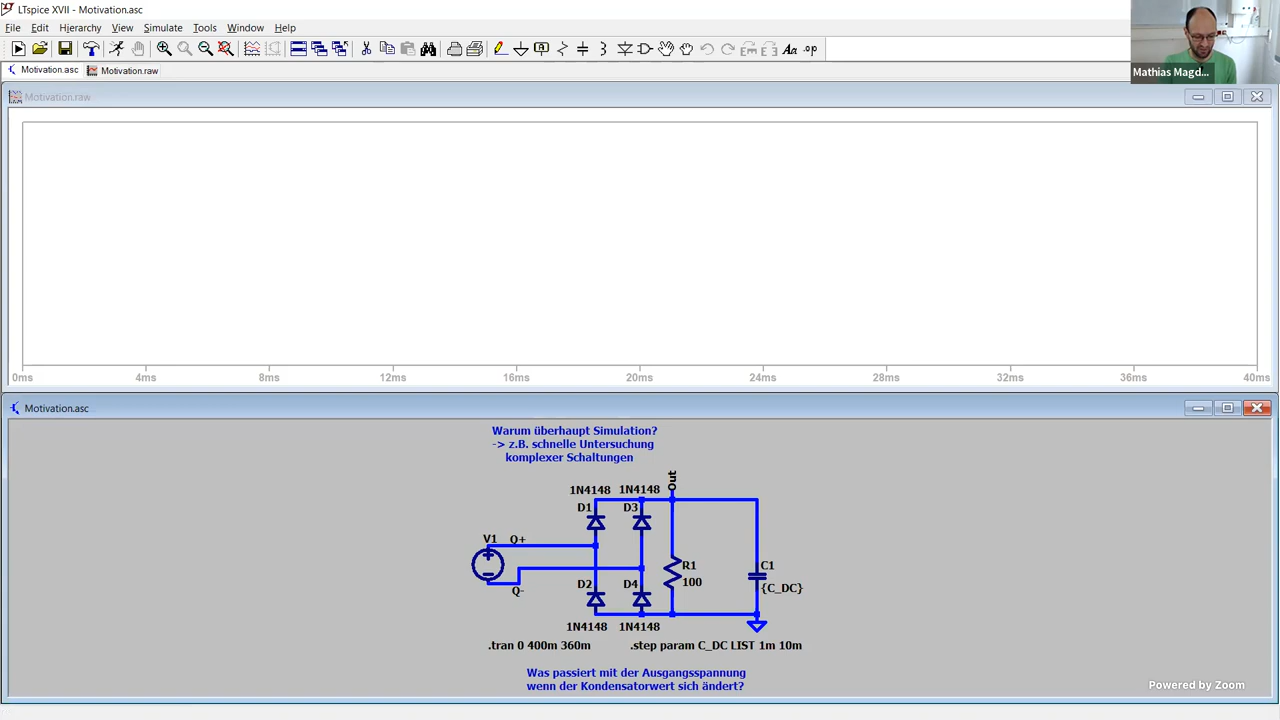 LTspice XVII - Motivation.asc
File Edit Hierarchy View Simulate Tools Window Help
Aa .op
Mathias Magd...
Motivation.asc Motivation.raw
Motivation.raw
0ms 4ms 8ms 12ms 16ms 20ms 24ms 28ms 32ms 36ms 40ms
Motivation.asc
Warum überhaupt Simulation?
-> z.B. schnelle Untersuchung
komplexer Schaltungen
Out
1N4148 1N4148
D1 D3
V1 Q+
R1 C1
100 {C_DC}
D2 D4
Q-
1N4148 1N4148
.tran 0 400m 360m .step param C_DC LIST 1m 10m
Was passiert mit der Ausgangsspannung
wenn der Kondensatorwert sich ändert?
Powered by Zoom